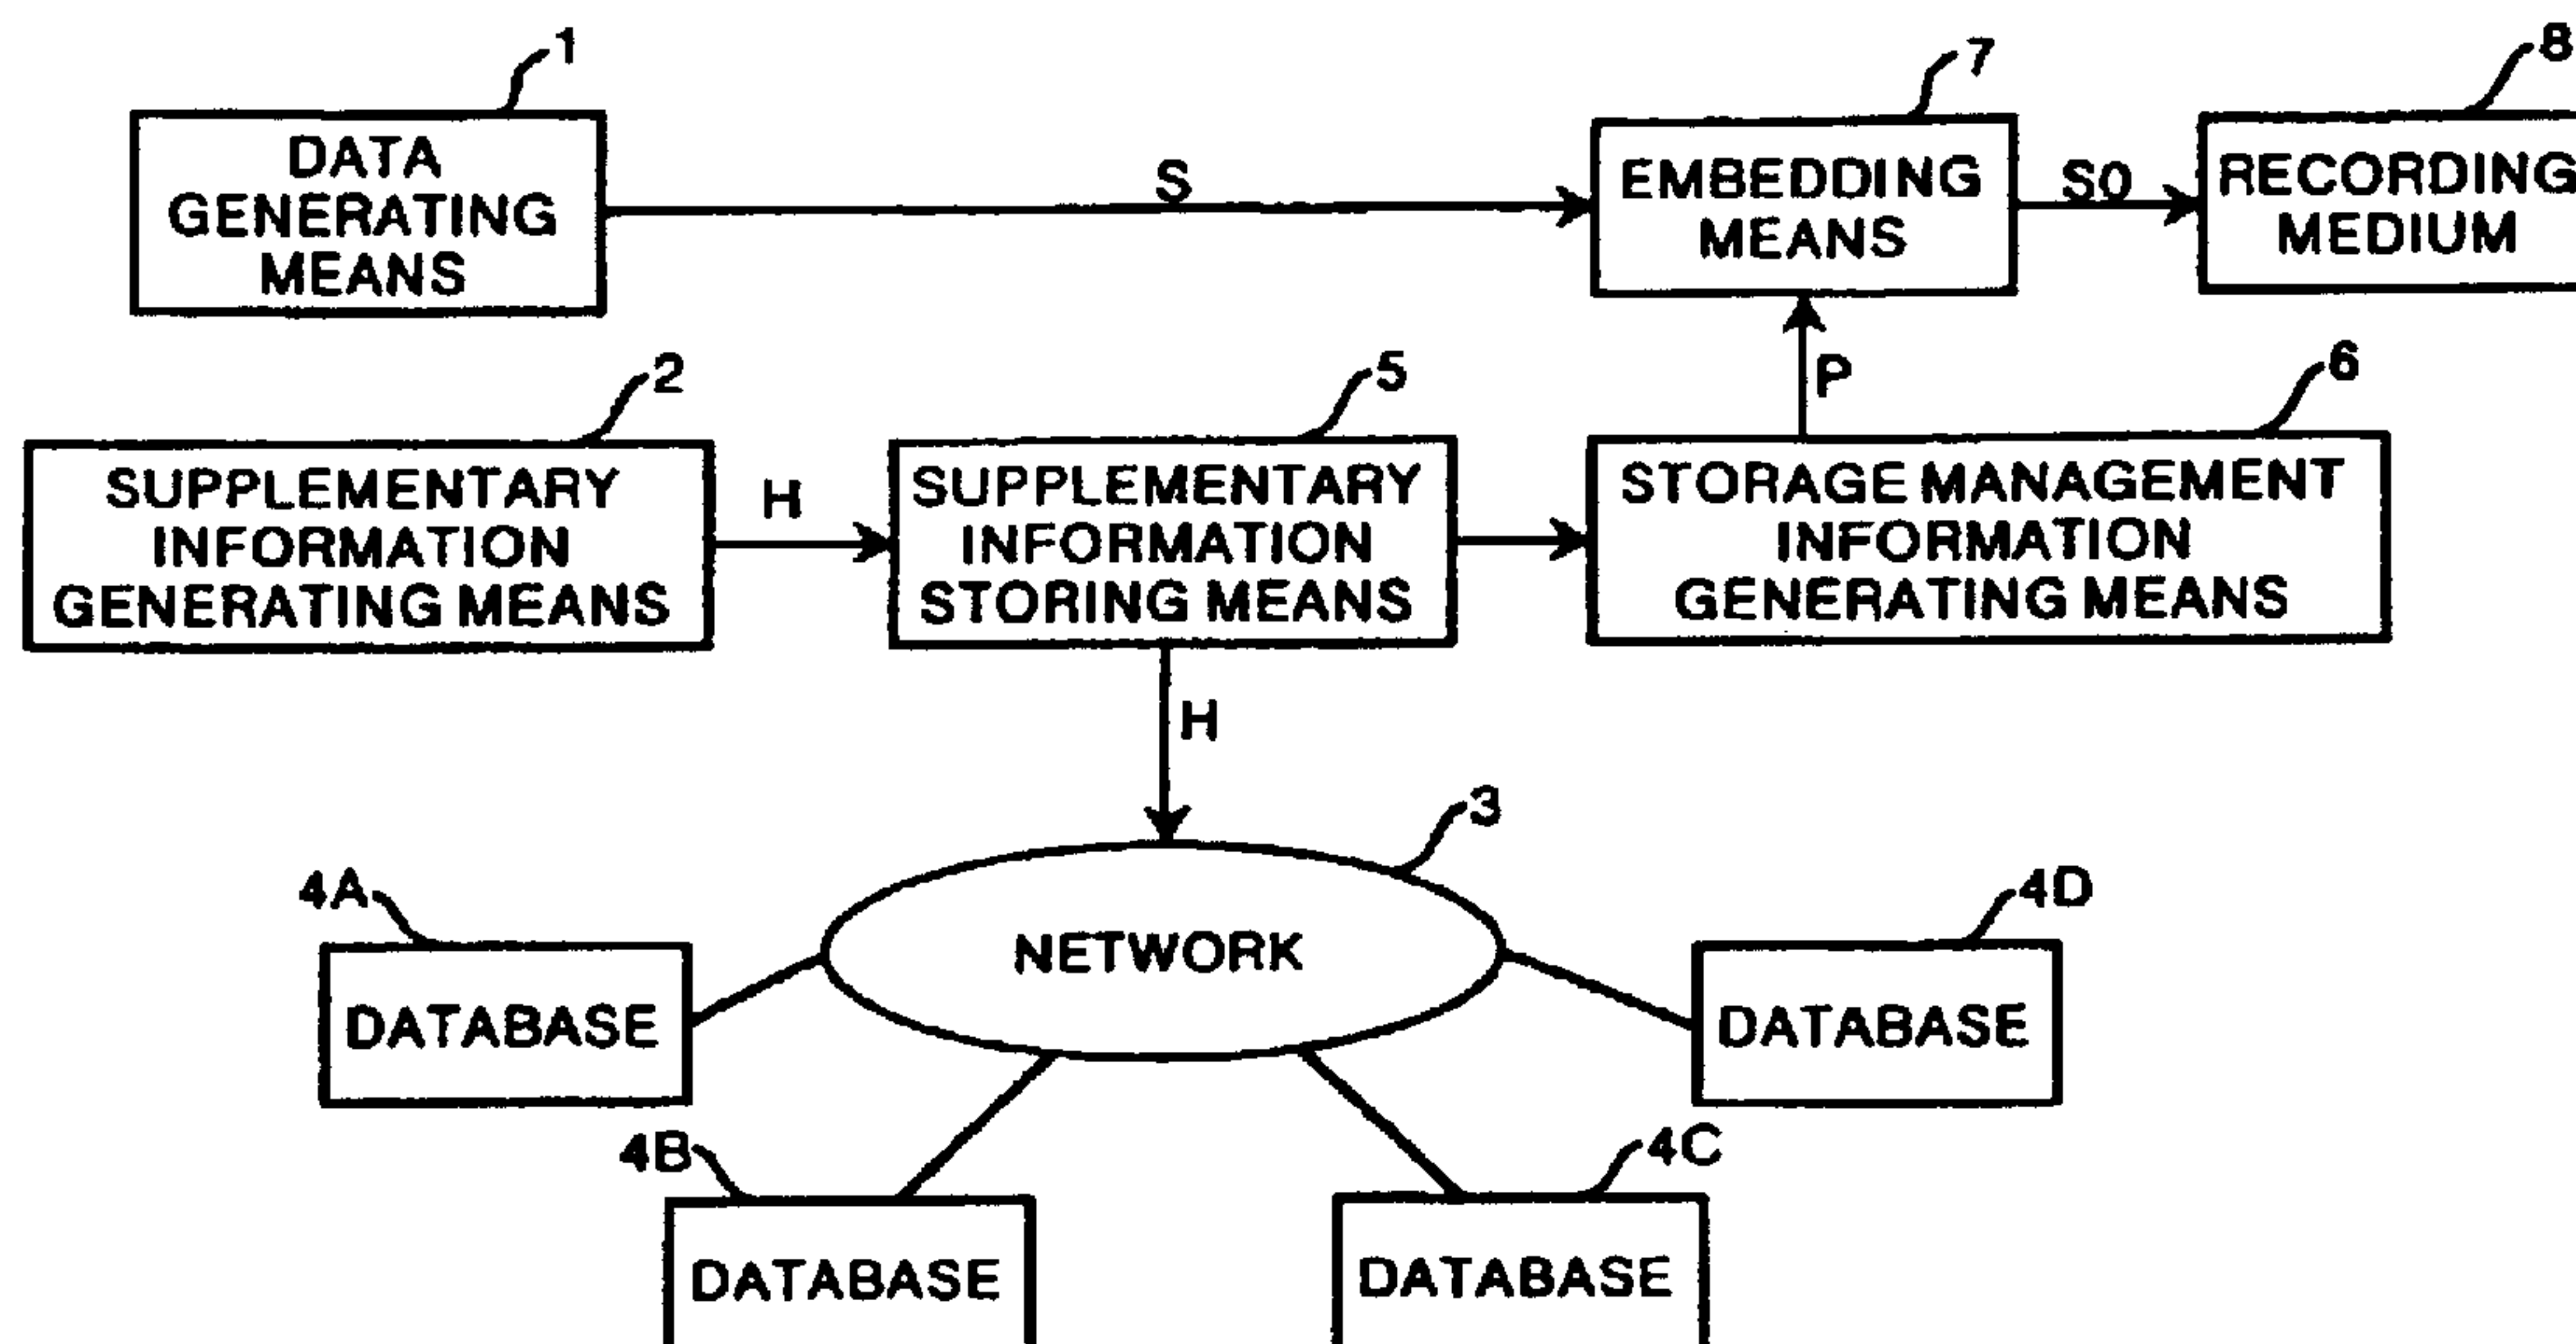 1
DATA
GENERATING
MEANS
S
7
EMBEDDING
MEANS
S0
8
RECORDING
MEDIUM
P
2
SUPPLEMENTARY
INFORMATION
GENERATING MEANS
H
5
SUPPLEMENTARY
INFORMATION
STORING MEANS
6
STORAGE MANAGEMENT
INFORMATION
GENERATING MEANS
H
3
NETWORK
4A
DATABASE
4B
DATABASE
4C
DATABASE
4D
DATABASE